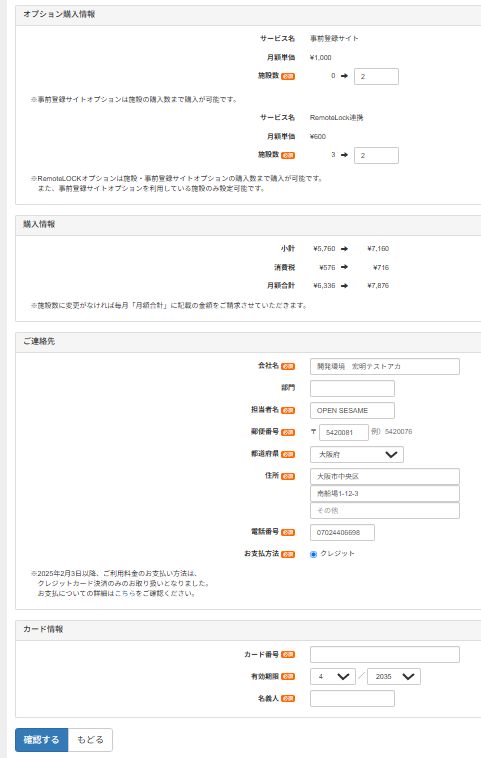 オプション購入情報
サービス名 事前登録サイト
月額単価 ¥1,000
施設数 必須 0 ➡ 2
※事前登録サイトオプションは施設の購入数まで購入が可能です。
サービス名 RemoteLock連携
月額単価 ¥600
施設数 必須 3 ➡ 2
※RemoteLOCKオプションは施設・事前登録サイトオプションの購入数まで購入が可能です。
また、事前登録サイトオプションを利用している施設のみ設定可能です。
購入情報
小計 ¥5,760 ➡ ¥7,160
消費税 ¥576 ➡ ¥716
月額合計 ¥6,336 ➡ ¥7,876
※施設数に変更がなければ毎月「月額合計」に記載の金額をご請求させていただきます。
ご連絡先
会社名 必須 開発環境 宏明テストアカ
部門
担当者名 必須 OPEN SESAME
郵便番号 必須 〒 5420081 例）5420076
都道府県 必須 大阪府
住所 必須 大阪市中央区
南船場1-12-3
その他
電話番号 必須 07024406698
お支払方法 必須 クレジット
※2025年2月3日以降、ご利用料金のお支払い方法は、
クレジットカード決済のみのお取り扱いとなりました。
お支払についての詳細はこちらをご確認ください。
カード情報
カード番号 必須
有効期限 必須 4 ／ 2035
名義人 必須
確認する もどる